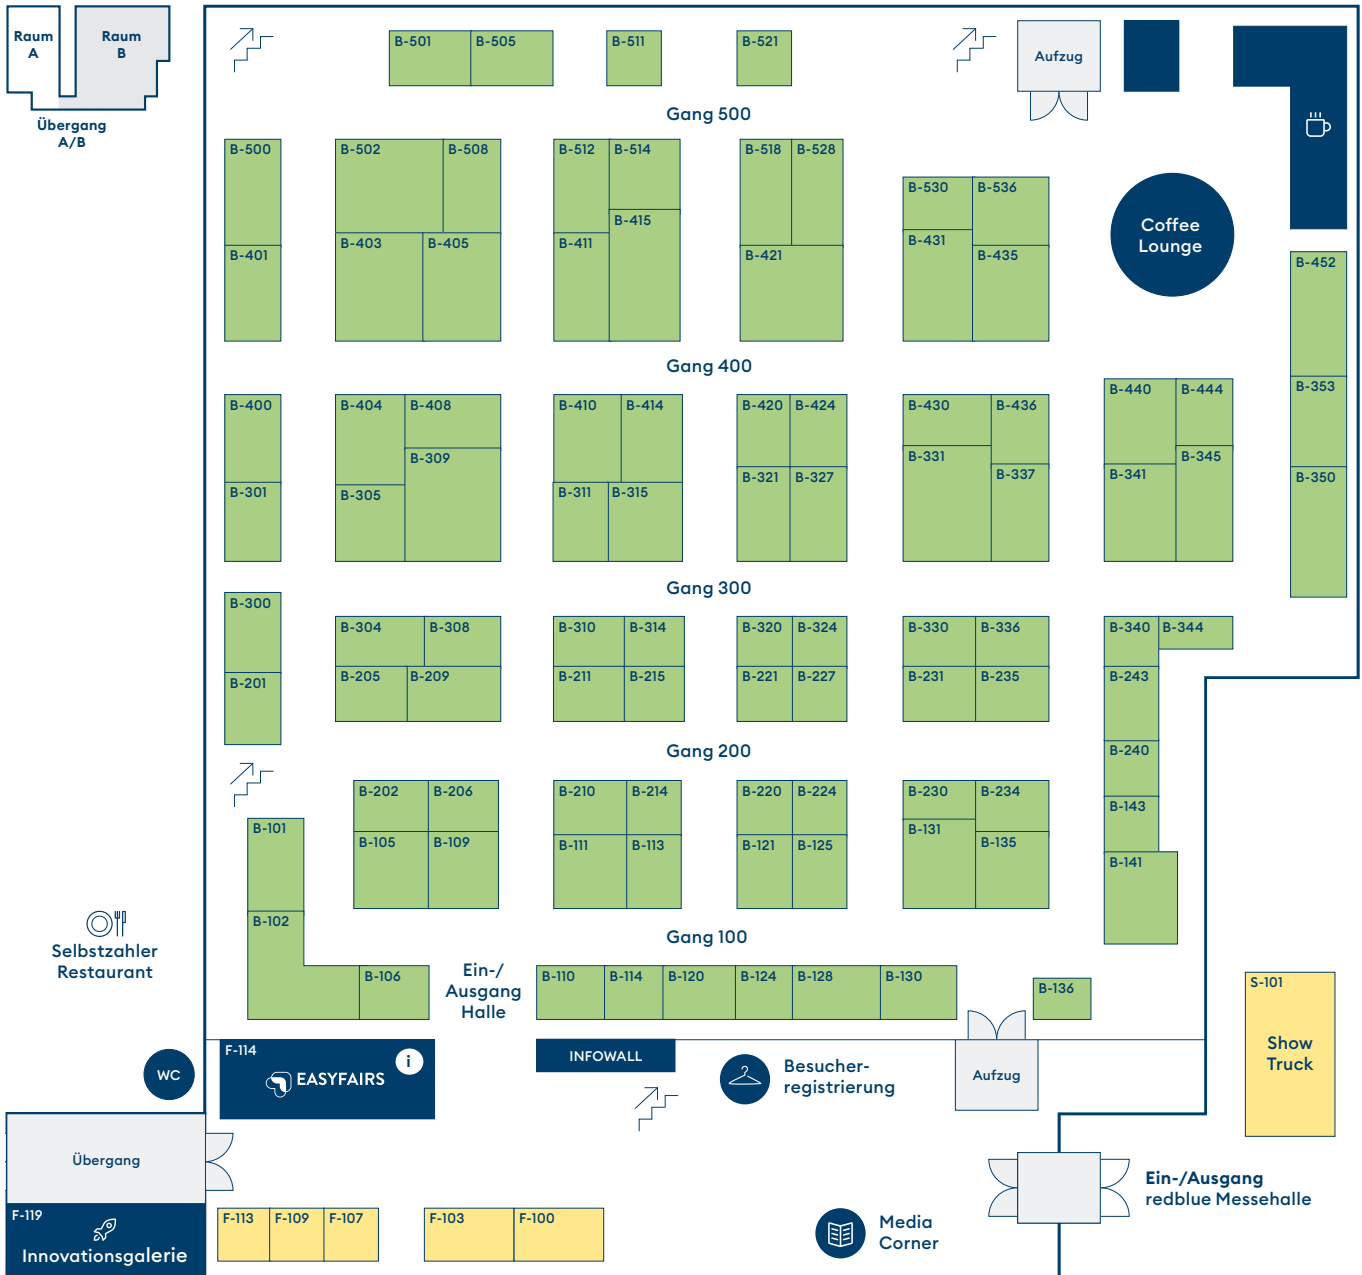 Raum
A
Raum
B
Übergang
A/B
B-501
B-505
B-511
B-521
Aufzug
Gang 500
B-500
B-502
B-508
B-512
B-514
B-518
B-528
B-530
B-536
B-401
B-403
B-405
B-411
B-415
B-421
B-431
B-435
Coffee
Lounge
B-452
B-353
B-350
Gang 400
B-400
B-404
B-408
B-410
B-414
B-420
B-424
B-430
B-436
B-440
B-444
B-301
B-305
B-309
B-311
B-315
B-321
B-327
B-331
B-337
B-341
B-345
Gang 300
B-300
B-304
B-308
B-310
B-314
B-320
B-324
B-330
B-336
B-340
B-344
B-201
B-205
B-209
B-211
B-215
B-221
B-227
B-231
B-235
B-243
Gang 200
B-240
B-202
B-206
B-210
B-214
B-220
B-224
B-230
B-234
B-101
B-105
B-109
B-111
B-113
B-121
B-125
B-131
B-135
B-143
B-141
B-102
Gang 100
B-106
Ein-/
Ausgang
Halle
B-110
B-114
B-120
B-124
B-128
B-130
B-136
Selbstzahler
Restaurant
S-101
Show
Truck
WC
F-114
EASYFAIRS
i
INFOWALL
Besucher-
registrierung
Aufzug
Übergang
F-119
Innovationsgalerie
F-113
F-109
F-107
F-103
F-100
Media
Corner
Ein-/Ausgang
redblue Messehalle